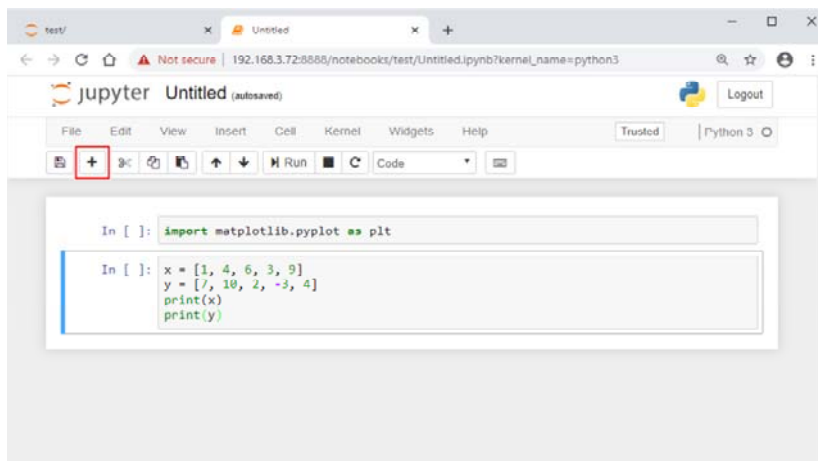 test/
Untitled
Not secure | 192.168.3.72:8888/notebooks/test/Untitled.ipynb?kernel_name=python3
jupyter Untitled (autosaved)
Logout
File Edit View Insert Cell Kernel Widgets Help
Trusted
Python 3
Run
Code
In [ ]: import matplotlib.pyplot as plt
In [ ]: x = [1, 4, 6, 3, 9]
y = [7, 10, 2, -3, 4]
print(x)
print(y)